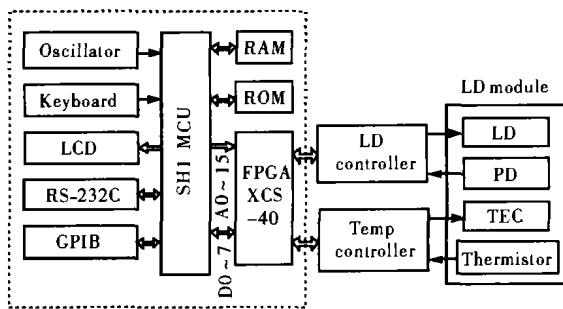 Oscillator
Keyboard
LCD
RS-232C
GPIB
SH1 MCU
RAM
ROM
A0~15
D0~7
FPGA
XCS
-40
LD
controller
Temp
controller
LD module
LD
PD
TEC
Thermistor